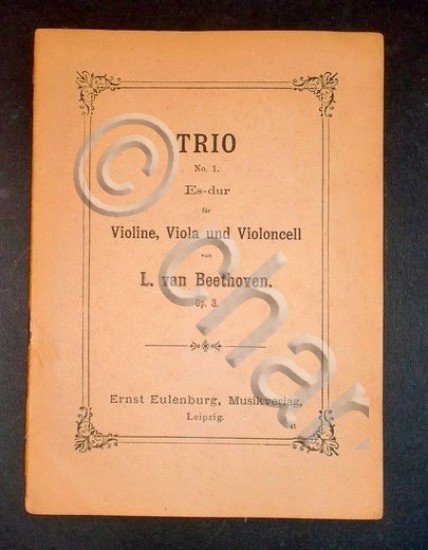 TRIO
No. 1.
Es-dur
für
Violine, Viola und Violoncell
von
L. van Beethoven.
Op. 3.
Ernst Eulenburg, Musikverlag,
Leipzig.
© char